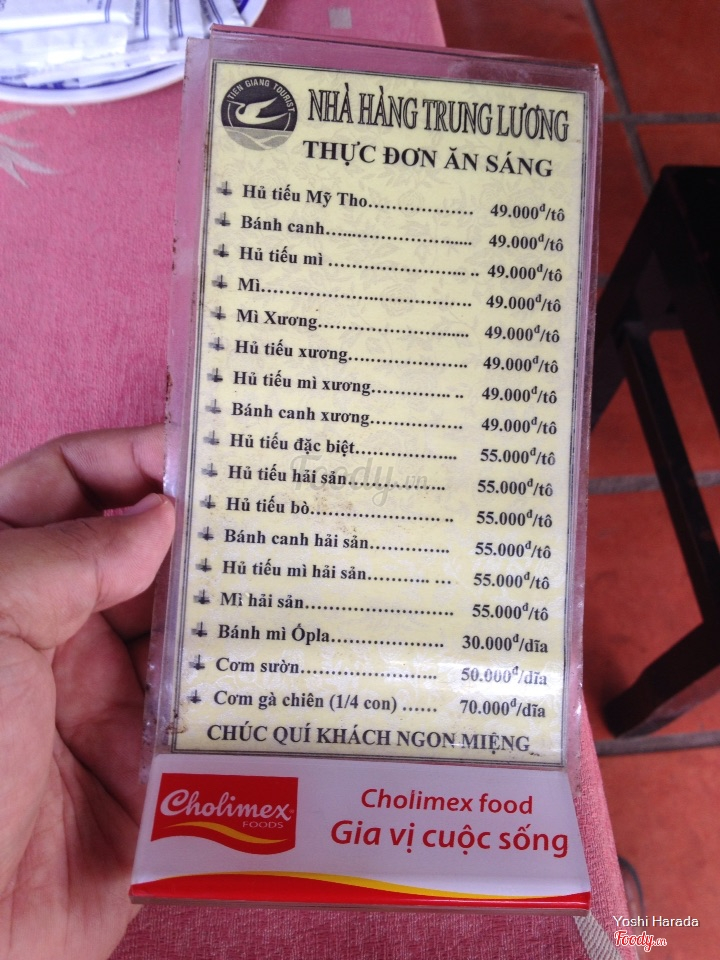 TIEN GIANG TOURIST
NHÀ HÀNG TRUNG LƯƠNG
THỰC ĐƠN ĂN SÁNG
Hủ tiếu Mỹ Tho.................. 49.000đ/tô
Bánh canh.......................... 49.000đ/tô
Hủ tiếu mì ........................ .. 49.000đ/tô
Mì..................................... 49.000đ/tô
Mì Xương.......................... 49.000đ/tô
Hủ tiếu xương.................... 49.000đ/tô
Hủ tiếu mì xương.............. .. 49.000đ/tô
Bánh canh xương................ 49.000đ/tô
Hủ tiếu đặc biệt.................. 55.000đ/tô
Hủ tiếu hải sản................. 55.000đ/tô
Hủ tiếu bò...................... .. 55.000đ/tô
Bánh canh hải sản.............. 55.000đ/tô
Hủ tiếu mì hải sản.......... ... 55.000đ/tô
Mì hải sản.......................... 55.000đ/tô
Bánh mì Ópla.................... 30.000đ/dĩa
Cơm sườn........................ 50.000đ/dĩa
Cơm gà chiên (1/4 con) ...... 70.000đ/dĩa
CHÚC QUÍ KHÁCH NGON MIỆNG
Foody.vn
Cholimex
FOODS
Cholimex food
Gia vị cuộc sống
Yoshi Harada
Foody.vn